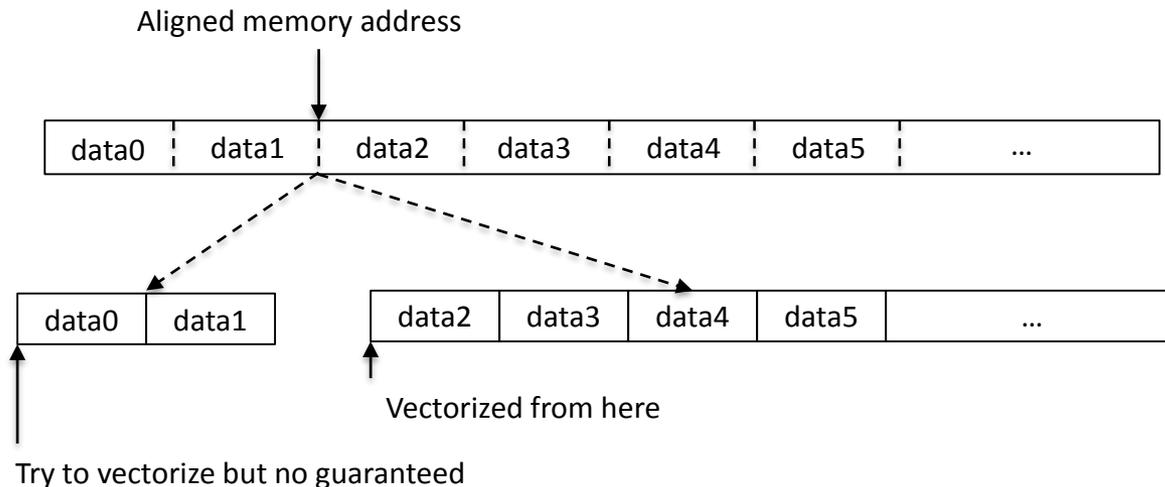 Aligned memory address
data0 data1 data2 data3 data4 data5 ...
data0 data1 data2 data3 data4 data5 ...
Vectorized from here
Try to vectorize but no guaranteed